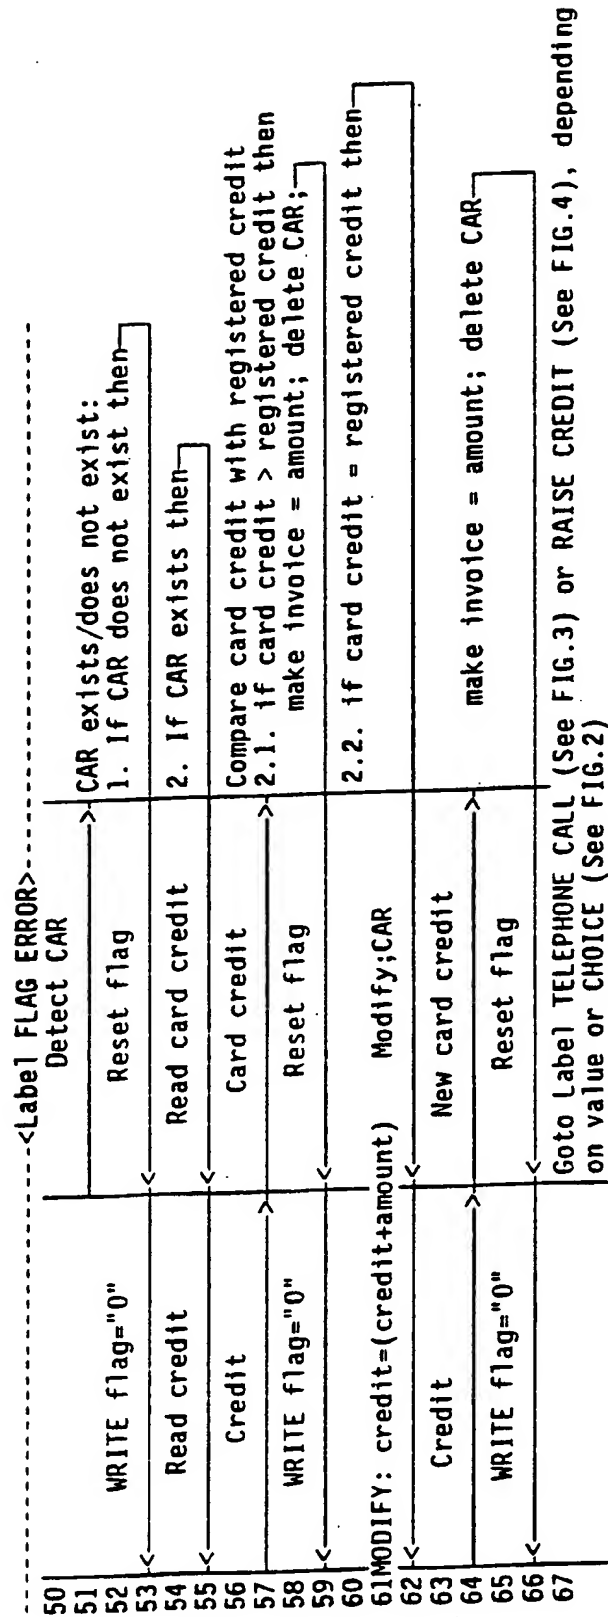 <Label FLAG ERROR>
50 Detect CAR
51 CAR exists/does not exist:
52 WRITE flag="0" Reset flag 1. If CAR does not exist then
53
54 Read credit Read card credit 2. If CAR exists then
55
56 Credit Card credit Compare card credit with registered credit
57 2.1. if card credit > registered credit then
58 WRITE flag="0" Reset flag make invoice = amount; delete CAR;
59
60 2.2. if card credit = registered credit then
61 MODIFY: credit=(credit+amount) Modify;CAR
62
63 Credit New card credit
64 make invoice = amount; delete CAR
65 WRITE flag="0" Reset flag
66
67 Goto Label TELEPHONE CALL (See FIG.3) or RAISE CREDIT (See FIG.4), depending
on value or CHOICE (See FIG.2)